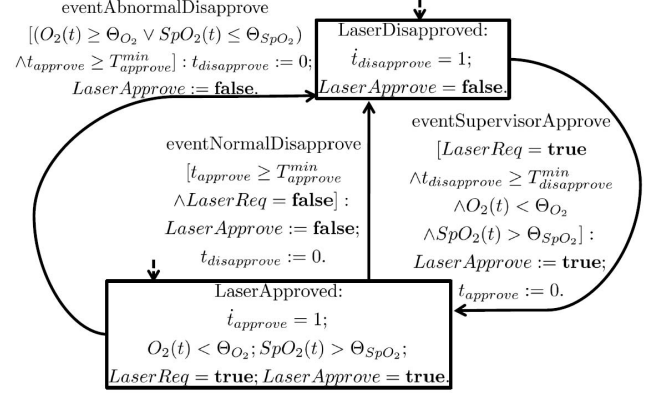 eventAbnormalDisapprove
[(O₂(t) ≥ Θ_{O₂} ∨ SpO₂(t) ≤ Θ_{SpO₂})
∧t_{approve} ≥ T^{min}_{approve}] : t_{disapprove} := 0;
LaserApprove := false.
LaserDisapproved:
ṫ_{disapprove} = 1;
LaserApprove = false.
eventNormalDisapprove
[t_{approve} ≥ T^{min}_{approve}
∧LaserReq = false] :
LaserApprove := false;
t_{disapprove} := 0.
eventSupervisorApprove
[LaserReq = true
∧t_{disapprove} ≥ T^{min}_{disapprove}
∧O₂(t) < Θ_{O₂}
∧SpO₂(t) > Θ_{SpO₂}] :
LaserApprove := true;
t_{approve} := 0.
LaserApproved:
ṫ_{approve} = 1;
O₂(t) < Θ_{O₂}; SpO₂(t) > Θ_{SpO₂};
LaserReq = true; LaserApprove = true.